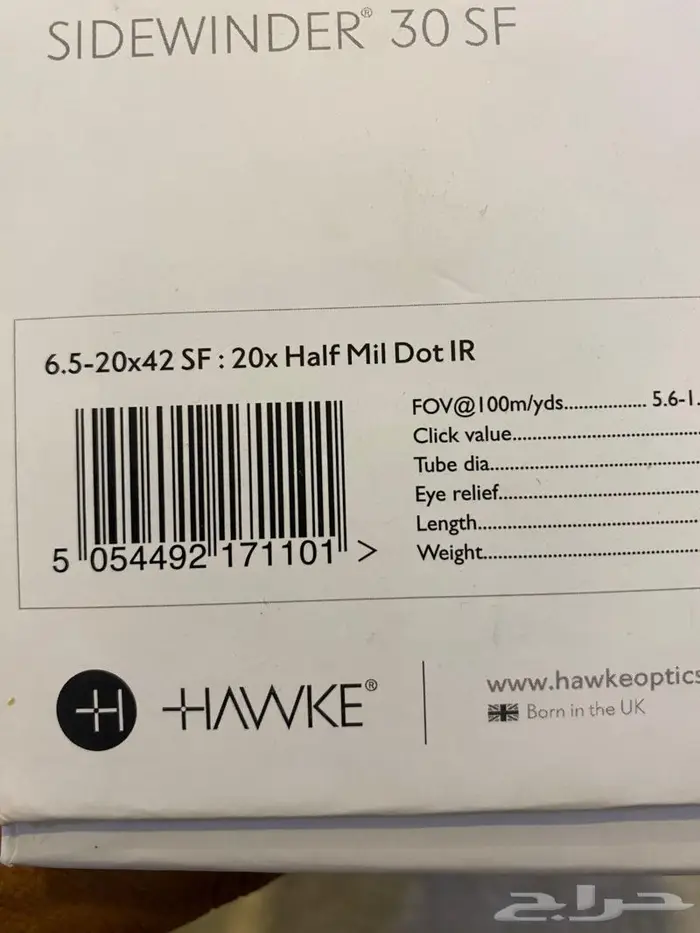 SIDEWINDER® 30 SF
6.5-20x42 SF : 20x Half Mil Dot IR
5 054492 171101 >
FOV@100m/yds................. 5.6-1.
Click value
Tube dia
Eye relief
Length
Weight
H HAWKE®
www.hawkeoptics
Born in the UK
حراج